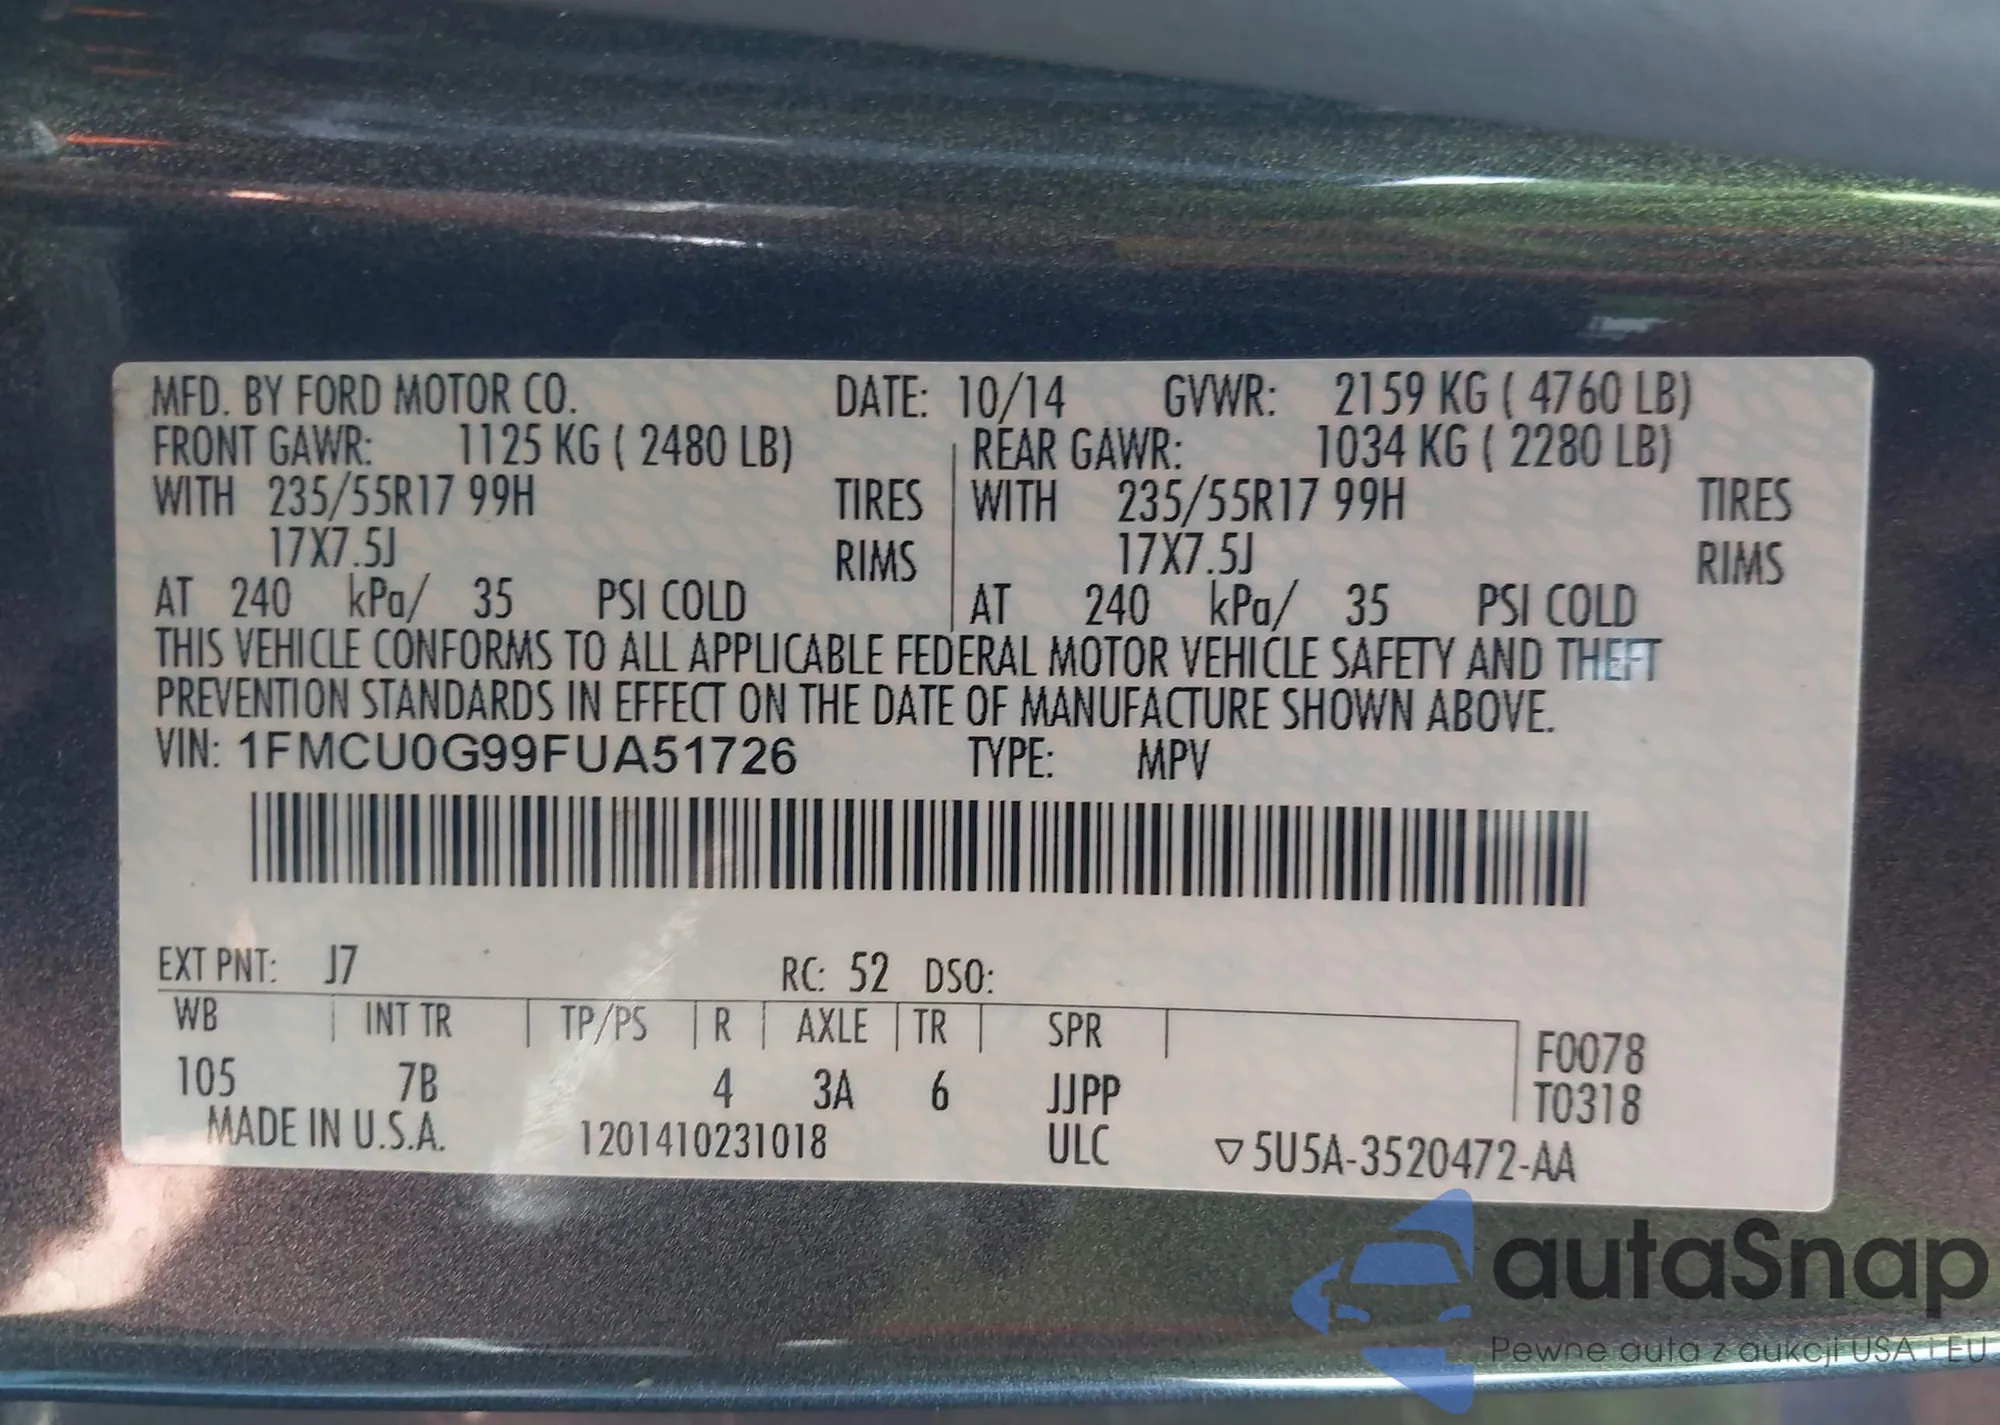 MFD. BY FORD MOTOR CO. DATE: 10/14 GVWR: 2159 KG ( 4760 LB)
FRONT GAWR: 1125 KG ( 2480 LB) REAR GAWR: 1034 KG ( 2280 LB)
WITH 235/55R17 99H TIRES WITH 235/55R17 99H TIRES
17X7.5J RIMS 17X7.5J RIMS
AT 240 kPa/ 35 PSI COLD AT 240 kPa/ 35 PSI COLD
THIS VEHICLE CONFORMS TO ALL APPLICABLE FEDERAL MOTOR VEHICLE SAFETY AND THEFT
PREVENTION STANDARDS IN EFFECT ON THE DATE OF MANUFACTURE SHOWN ABOVE.
VIN: 1FMCU0G99FUA51726 TYPE: MPV
EXT PNT: J7 RC: 52 DSO:
WB INT TR TP/PS R AXLE TR SPR
F0078
105 7B 4 3A 6 JJPP T0318
MADE IN U.S.A. 1201410231018 ULC ▽5U5A-3520472-AA
autaSnap
Pewne auta z aukcji USA i EU